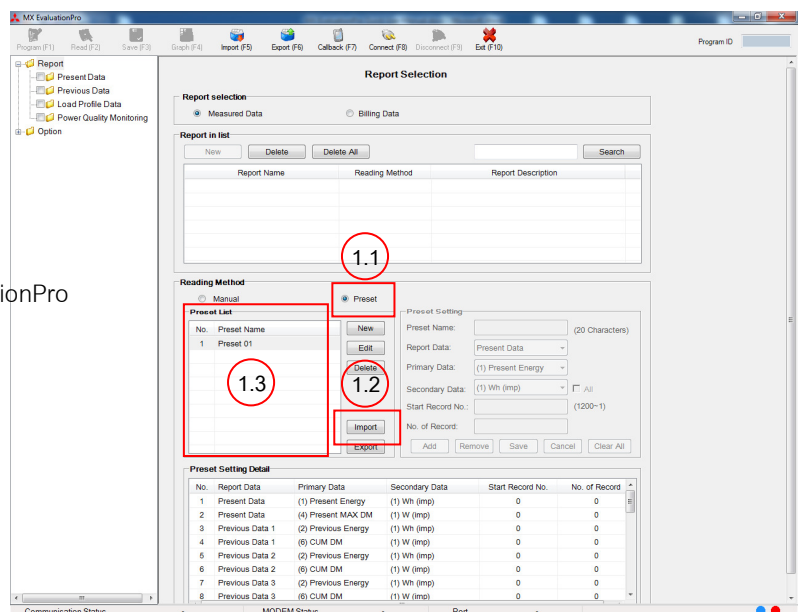 MX EvaluationPro
Program (F1) Read (F2) Save (F3) Graph (F4) Import (F5) Export (F6) Callback (F7) Connect (F8) Disconnect (F9) Exit (F10) Program ID
Report
Present Data
Previous Data
Load Profile Data
Power Quality Monitoring
Option
Report Selection
Report selection
Measured Data Billing Data
Report in list
New Delete Delete All Search
Report Name Reading Method Report Description
1.1
ionPro
Reading Method
Manual Preset
Preset List
No. Preset Name
1 Preset 01
New
Edit
Delete
Import
Export
1.3
1.2
Preset Setting
Preset Name: (20 Characters)
Report Data: Present Data
Primary Data: (1) Present Energy
Secondary Data: (1) Wh (imp) All
Start Record No.: (1200~1)
No. of Record:
Add Remove Save Cancel Clear All
Preset Setting Detail
No. Report Data Primary Data Secondary Data Start Record No. No. of Record
1 Present Data (1) Present Energy (1) Wh (imp) 0 0
2 Present Data (4) Present MAX DM (1) W (imp) 0 0
3 Previous Data 1 (2) Previous Energy (1) Wh (imp) 0 0
4 Previous Data 1 (6) CUM DM (1) W (imp) 0 0
5 Previous Data 2 (2) Previous Energy (1) Wh (imp) 0 0
6 Previous Data 2 (6) CUM DM (1) W (imp) 0 0
7 Previous Data 3 (2) Previous Energy (1) Wh (imp) 0 0
8 Previous Data 3 (6) CUM DM (1) W (imp) 0 0
Communication Status - MODEM Status - Port -